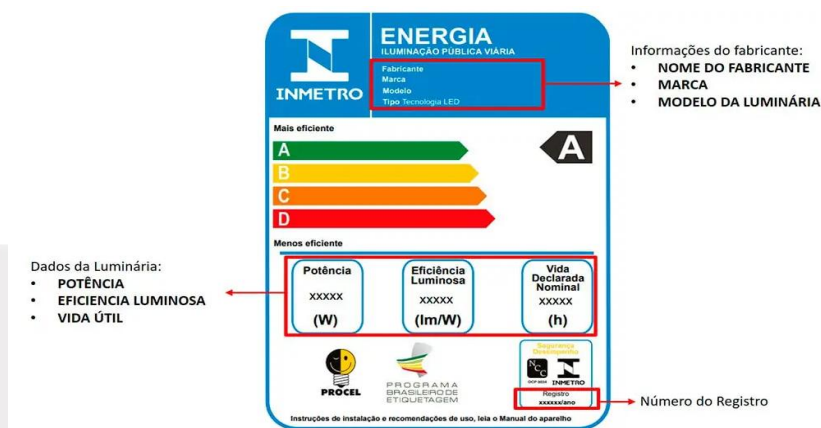 ENERGIA
ILUMINAÇÃO PÚBLICA VIÁRIA
INMETRO
Fabricante
Marca
Modelo
Tipo Tecnologia LED
Informações do fabricante:
• NOME DO FABRICANTE
• MARCA
• MODELO DA LUMINÁRIA
Mais eficiente
A
A
B
C
D
Menos eficiente
Dados da Luminária:
• POTÊNCIA
• EFICIENCIA LUMINOSA
• VIDA ÚTIL
Potência
XXXXX
(W)
Eficiência
Luminosa
XXXXX
(lm/W)
Vida
Declarada
Nominal
XXXXX
(h)
PROCEL
PROGRAMA
BRASILEIRO DE
ETIQUETAGEM
Segurança
Desempenho
NCC
INMETRO
Registro
xxxxxx/ano
Número do Registro
Instruções de instalação e recomendações de uso, leia o Manual do aparelho